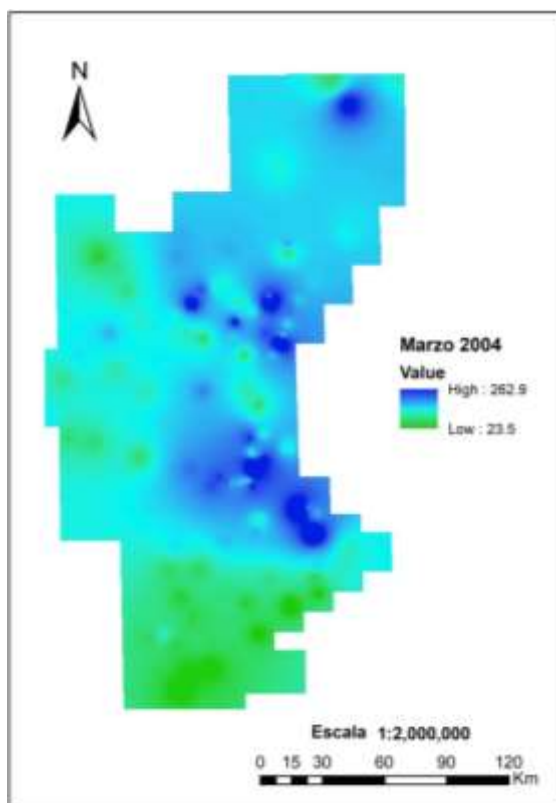 N
Marzo 2004
Value
High : 262.9
Low : 23.5
Escala 1:2,000,000
0 15 30 60 90 120
Km